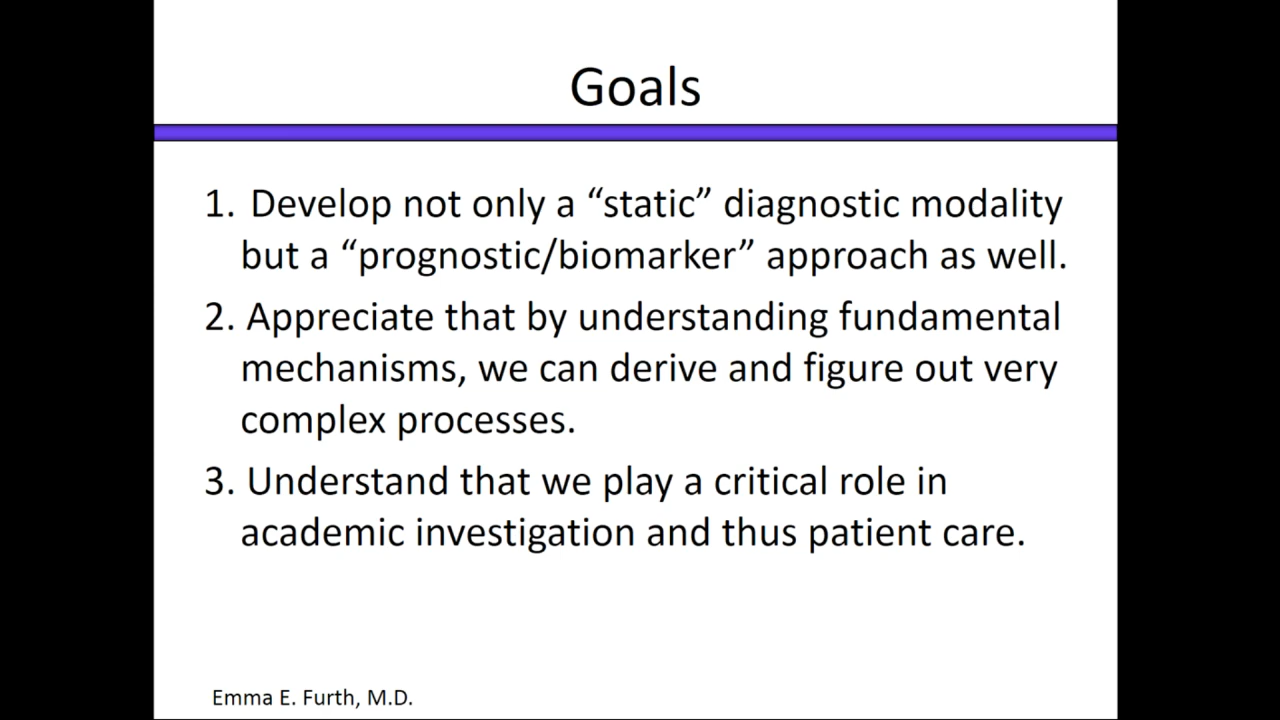 Goals
1. Develop not only a “static” diagnostic modality
but a “prognostic/biomarker” approach as well.
2. Appreciate that by understanding fundamental
mechanisms, we can derive and figure out very
complex processes.
3. Understand that we play a critical role in
academic investigation and thus patient care.
Emma E. Furth, M.D.